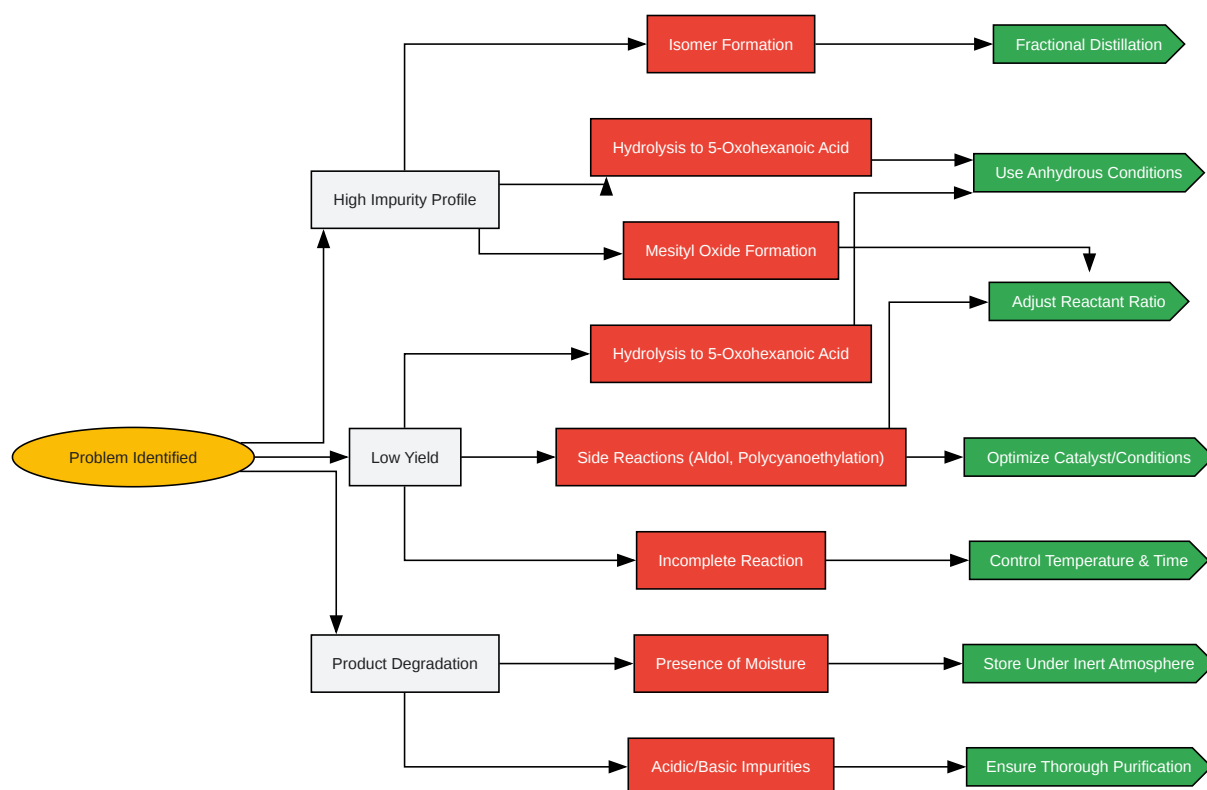 Isomer Formation
Fractional Distillation
Hydrolysis to 5-Oxohexanoic Acid
Use Anhydrous Conditions
High Impurity Profile
Mesityl Oxide Formation
Adjust Reactant Ratio
Hydrolysis to 5-Oxohexanoic Acid
Problem Identified
Low Yield
Side Reactions (Aldol, Polycyanoethylation)
Optimize Catalyst/Conditions
Incomplete Reaction
Control Temperature & Time
Product Degradation
Presence of Moisture
Store Under Inert Atmosphere
Acidic/Basic Impurities
Ensure Thorough Purification